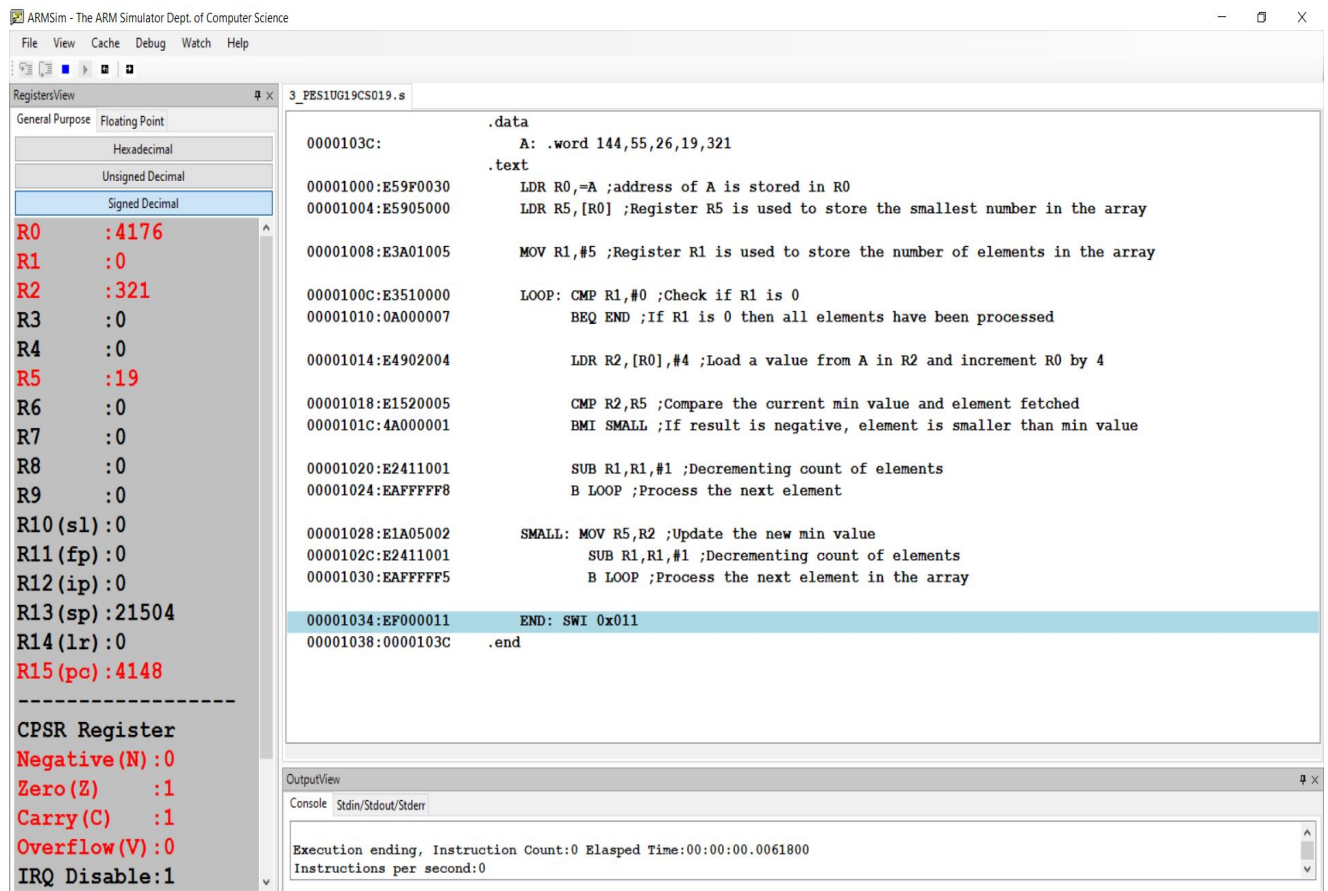 ARMSim - The ARM Simulator Dept. of Computer Science
File View Cache Debug Watch Help
RegistersView
General Purpose Floating Point
Hexadecimal
Unsigned Decimal
Signed Decimal
R0 :4176
R1 :0
R2 :321
R3 :0
R4 :0
R5 :19
R6 :0
R7 :0
R8 :0
R9 :0
R10(sl):0
R11(fp):0
R12(ip):0
R13(sp):21504
R14(lr):0
R15(pc):4148
------------------
CPSR Register
Negative(N):0
Zero(Z) :1
Carry(C) :1
Overflow(V):0
IRQ Disable:1
3_PES1UG19CS019.s
.data
0000103C: A: .word 144,55,26,19,321
.text
00001000:E59F0030 LDR R0,=A ;address of A is stored in R0
00001004:E5905000 LDR R5,[R0] ;Register R5 is used to store the smallest number in the array
00001008:E3A01005 MOV R1,#5 ;Register R1 is used to store the number of elements in the array
0000100C:E3510000 LOOP: CMP R1,#0 ;Check if R1 is 0
00001010:0A000007 BEQ END ;If R1 is 0 then all elements have been processed
00001014:E4902004 LDR R2,[R0],#4 ;Load a value from A in R2 and increment R0 by 4
00001018:E1520005 CMP R2,R5 ;Compare the current min value and element fetched
0000101C:4A000001 BMI SMALL ;If result is negative, element is smaller than min value
00001020:E2411001 SUB R1,R1,#1 ;Decrementing count of elements
00001024:EAFFFFF8 B LOOP ;Process the next element
00001028:E1A05002 SMALL: MOV R5,R2 ;Update the new min value
0000102C:E2411001 SUB R1,R1,#1 ;Decrementing count of elements
00001030:EAFFFFF5 B LOOP ;Process the next element in the array
00001034:EF000011 END: SWI 0x011
00001038:0000103C .end
OutputView
Console Stdin/Stdout/Stderr
Execution ending, Instruction Count:0 Elasped Time:00:00:00.0061800
Instructions per second:0